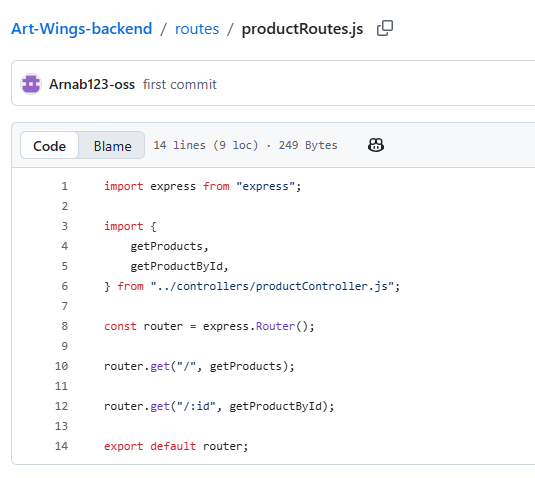 Art-Wings-backend / routes / productRoutes.js
Arnab123-oss first commit
Code Blame 14 lines (9 loc) · 249 Bytes
1 import express from "express";
2
3 import {
4 getProducts,
5 getProductById,
6 } from "../controllers/productController.js";
7
8 const router = express.Router();
9
10 router.get("/", getProducts);
11
12 router.get("/:id", getProductById);
13
14 export default router;